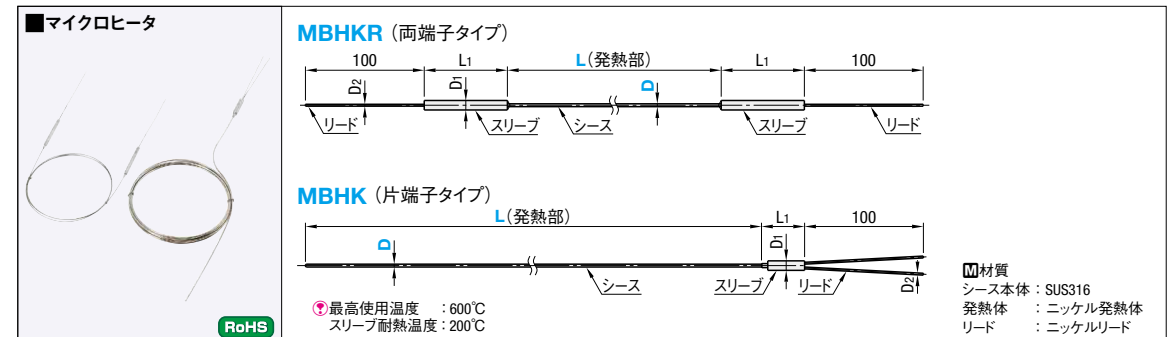 ■マイクロヒータ
RoHS
MBHKR（両端子タイプ）
100 L1 L（発熱部） L1 100
D2 D1 D
リード スリーブ シース スリーブ リード
MBHK（片端子タイプ）
L（発熱部） L1 100
D D1 D2
シース スリーブ リード
最高使用温度 ：600℃
スリーブ耐熱温度：200℃
M材質
シース本体：SUS316
発熱体 ：ニッケル発熱体
リード ：ニッケルリード